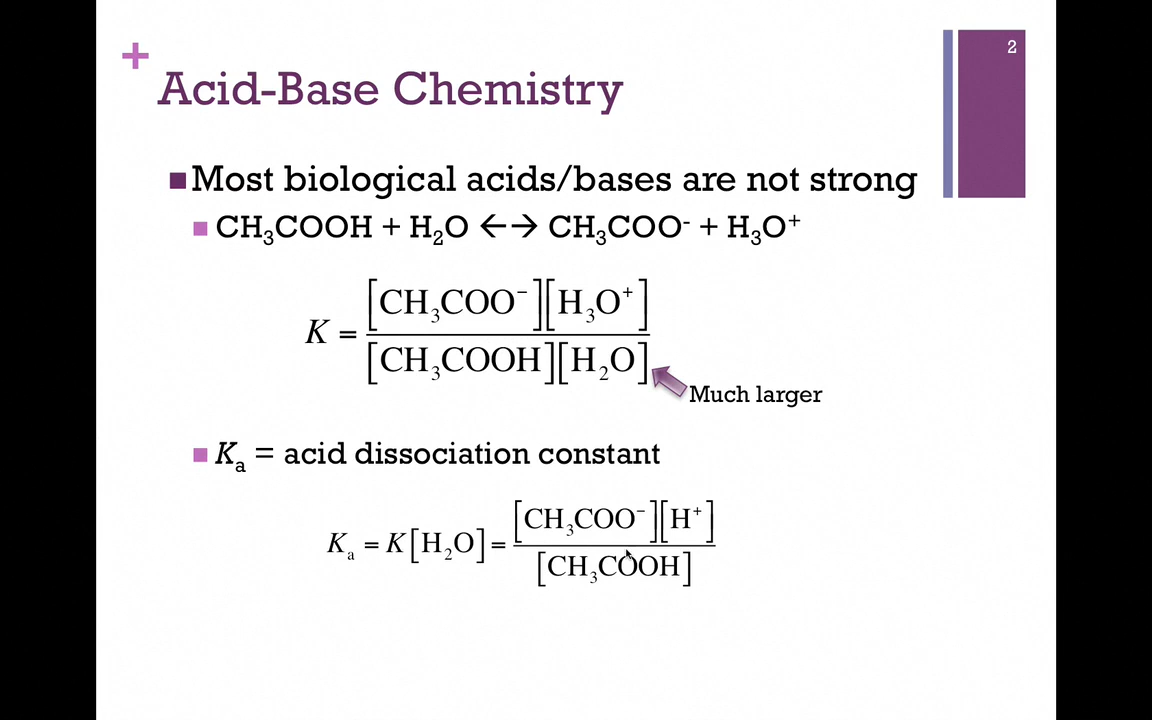 2
+
Acid-Base Chemistry
■ Most biological acids/bases are not strong
■ CH₃COOH + H₂O ←→ CH₃COO⁻ + H₃O⁺
K = [CH₃COO⁻][H₃O⁺] / [CH₃COOH][H₂O]
Much larger
■ Kₐ = acid dissociation constant
Kₐ = K[H₂O] = [CH₃COO⁻][H⁺] / [CH₃COOH]